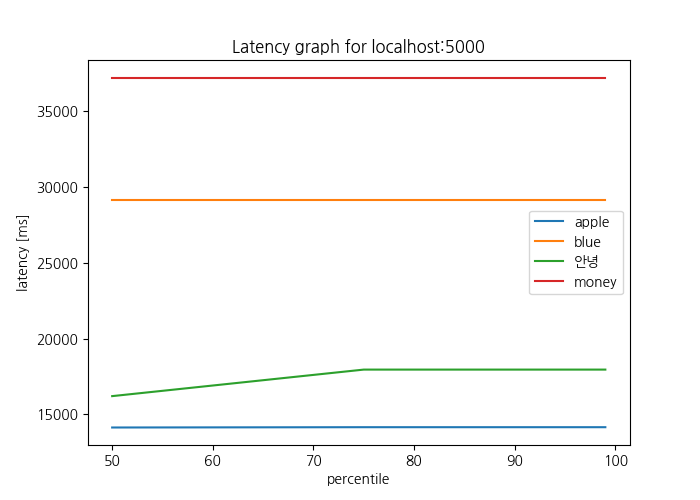 Latency graph for localhost:5000
latency [ms]
35000
30000
25000
20000
15000
apple
blue
안녕
money
50 60 70 80 90 100
percentile